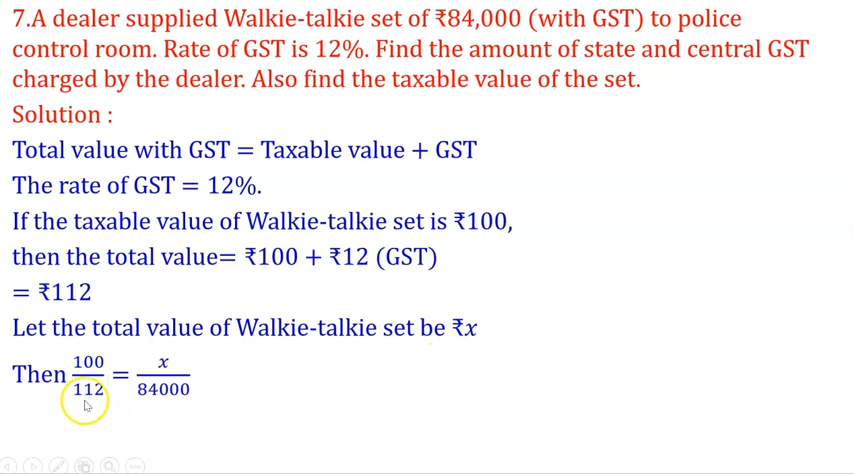 7.A dealer supplied Walkie-talkie set of ₹84,000 (with GST) to police
control room. Rate of GST is 12%. Find the amount of state and central GST
charged by the dealer. Also find the taxable value of the set.
Solution :
Total value with GST = Taxable value + GST
The rate of GST = 12%.
If the taxable value of Walkie-talkie set is ₹100,
then the total value= ₹100 + ₹12 (GST)
= ₹112
Let the total value of Walkie-talkie set be ₹x
Then 100/112 = x/84000